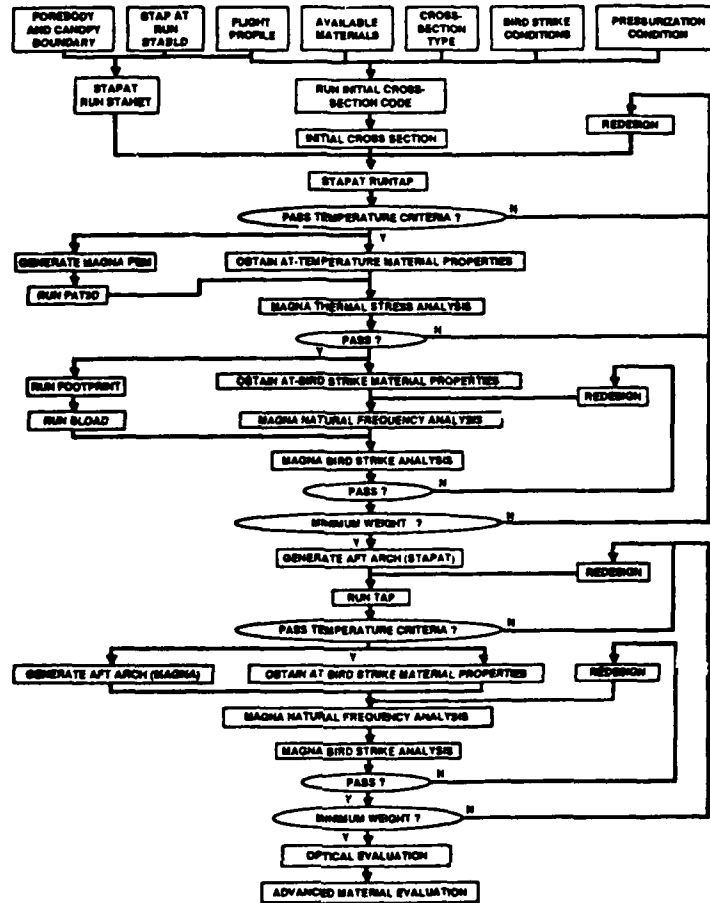 FOREBODY
AND CANOPY
BOUNDARY
STAP AT
RUN
STABLD
FLIGHT
PROFILE
AVAILABLE
MATERIALS
CROSS-
SECTION
TYPE
BIRD STRIKE
CONDITIONS
PRESSURIZATION
CONDITION
STAPAT
RUN STAHET
RUN INITIAL CROSS-
SECTION CODE
REDESIGN
INITIAL CROSS SECTION
STAPAT RUNTAP
PASS TEMPERATURE CRITERIA ?
N
Y
GENERATE MAGNA FEM
OBTAIN AT-TEMPERATURE MATERIAL PROPERTIES
RUN PAT3D
MAGNA THERMAL STRESS ANALYSIS
PASS ?
N
Y
RUN FOOTPRINT
OBTAIN AT-BIRD STRIKE MATERIAL PROPERTIES
REDESIGN
RUN BLOAD
MAGNA NATURAL FREQUENCY ANALYSIS
MAGNA BIRD STRIKE ANALYSIS
PASS ?
N
MINIMUM WEIGHT ?
N
Y
GENERATE AFT ARCH (STAPAT)
REDESIGN
RUN TAP
PASS TEMPERATURE CRITERIA ?
N
Y
GENERATE AFT ARCH (MAGNA)
OBTAIN AT BIRD STRIKE MATERIAL PROPERTIES
REDESIGN
MAGNA NATURAL FREQUENCY ANALYSIS
MAGNA BIRD STRIKE ANALYSIS
PASS ?
N
Y
MINIMUM WEIGHT ?
N
Y
OPTICAL EVALUATION
ADVANCED MATERIAL EVALUATION